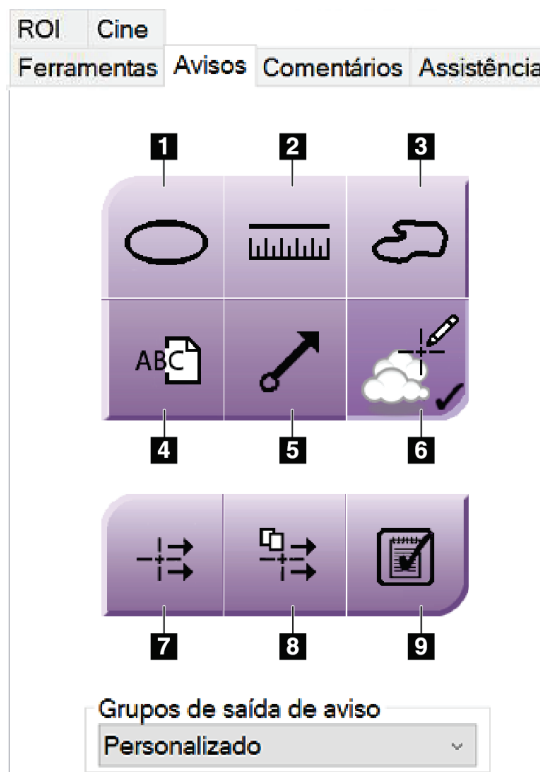 ROI Cine
Ferramentas Avisos Comentários Assistência
1 2 3
ABC
4 5 6
7 8 9
Grupos de saída de aviso
Personalizado